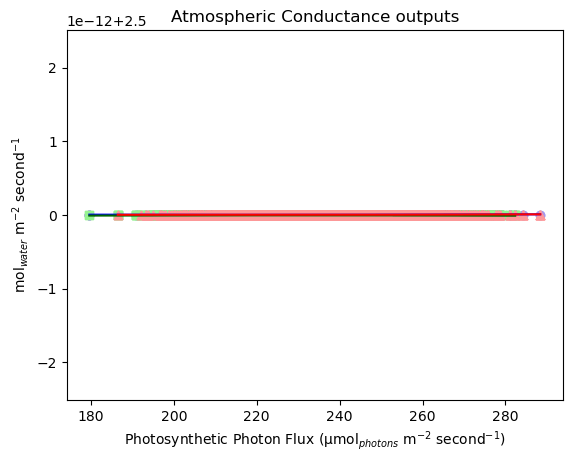 Atmospheric Conductance outputs
1e−12+2.5
2
1
0
−1
−2
mol$_{water}$ m$^{−2}$ second$^{−1}$
180 200 220 240 260 280
Photosynthetic Photon Flux (μmol$_{photons}$ m$^{−2}$ second$^{−1}$)